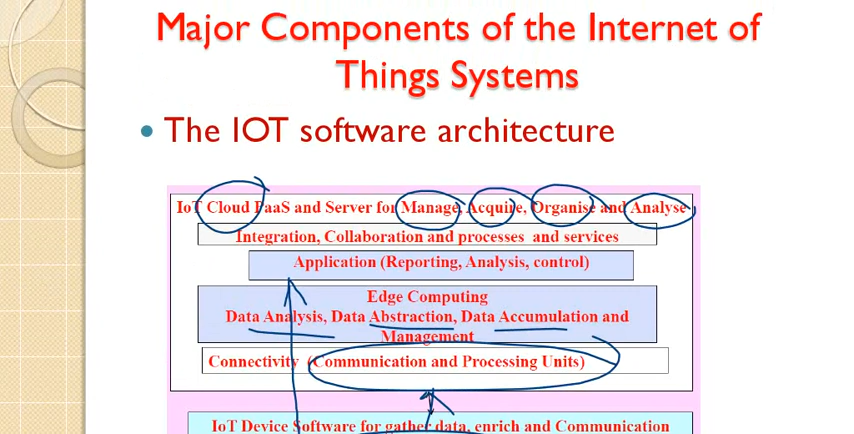 Major Components of the Internet of
Things Systems
• The IOT software architecture
IoT Cloud PaaS and Server for Manage, Acquire, Organise and Analyse
Integration, Collaboration and processes and services
Application (Reporting, Analysis, control)
Edge Computing
Data Analysis, Data Abstraction, Data Accumulation and
Management
Connectivity (Communication and Processing Units)
IoT Device Software for gather data, enrich and Communication